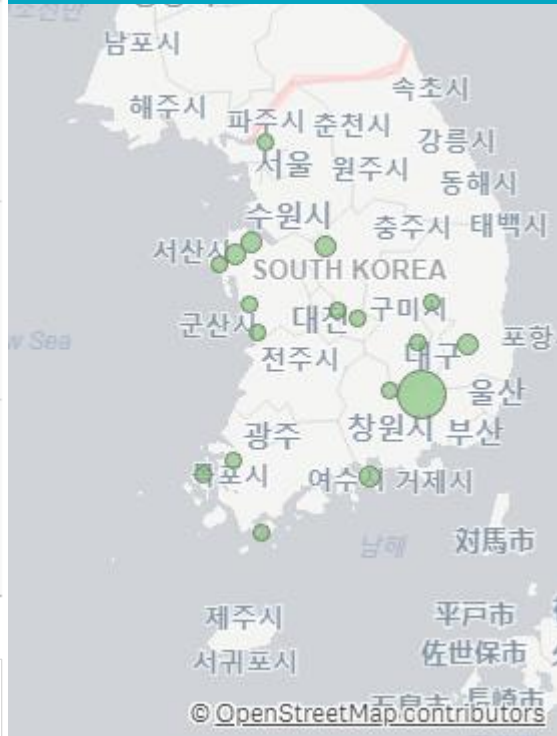 남포시
속초시
해주시
파주시
춘천시
강릉시
서울
원주시
동해시
수원시
충주시
태백시
서산시
SOUTH KOREA
군산시
대전
구미시
포항
w Sea
전주시
대구
울산
창원시
부산
광주
목포시
여수시
거제시
남해
対馬市
제주시
平戸市
서귀포시
佐世保市
長崎市
© OpenStreetMap contributors